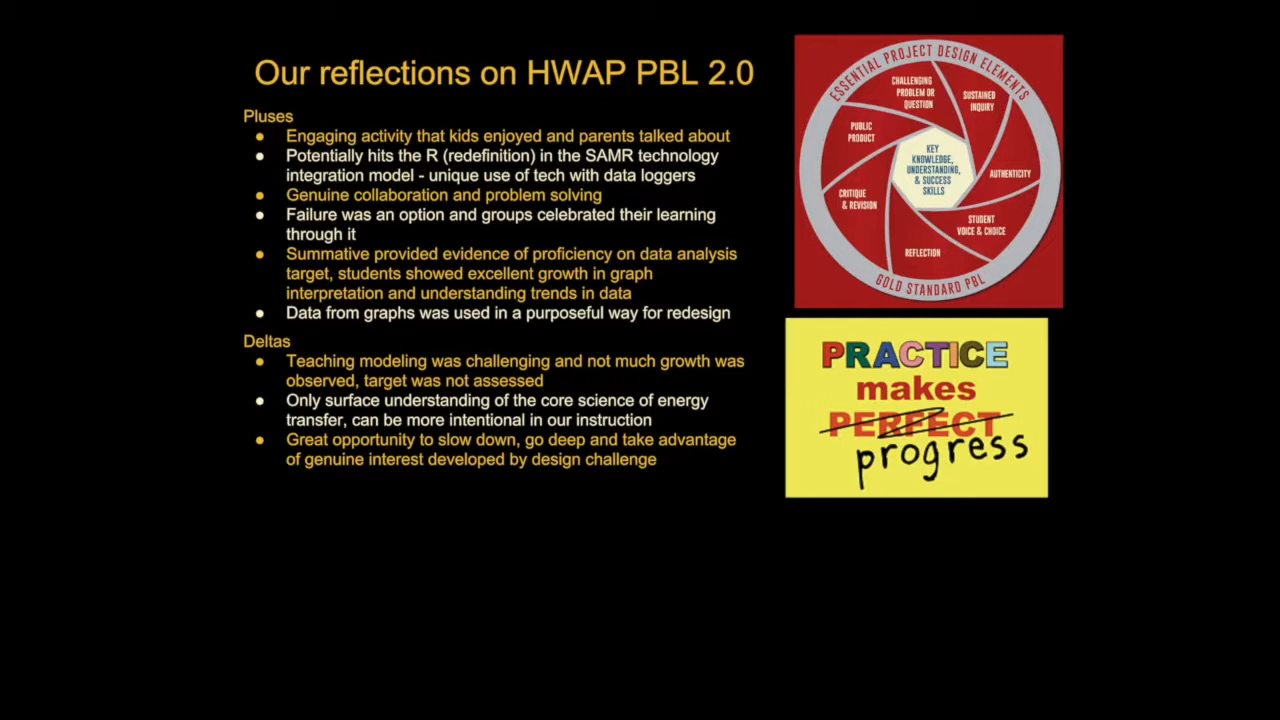 Our reflections on HWAP PBL 2.0
Pluses
● Engaging activity that kids enjoyed and parents talked about
● Potentially hits the R (redefinition) in the SAMR technology
integration model - unique use of tech with data loggers
● Genuine collaboration and problem solving
● Failure was an option and groups celebrated their learning
through it
● Summative provided evidence of proficiency on data analysis
target, students showed excellent growth in graph
interpretation and understanding trends in data
● Data from graphs was used in a purposeful way for redesign
Deltas
● Teaching modeling was challenging and not much growth was
observed, target was not assessed
● Only surface understanding of the core science of energy
transfer, can be more intentional in our instruction
● Great opportunity to slow down, go deep and take advantage
of genuine interest developed by design challenge
ESSENTIAL PROJECT DESIGN ELEMENTS
CHALLENGING
PROBLEM OR
QUESTION
SUSTAINED
INQUIRY
AUTHENTICITY
STUDENT
VOICE & CHOICE
REFLECTION
CRITIQUE
& REVISION
PUBLIC
PRODUCT
KEY
KNOWLEDGE,
UNDERSTANDING,
& SUCCESS
SKILLS
GOLD STANDARD PBL
PRACTICE
makes
PERFECT
progress